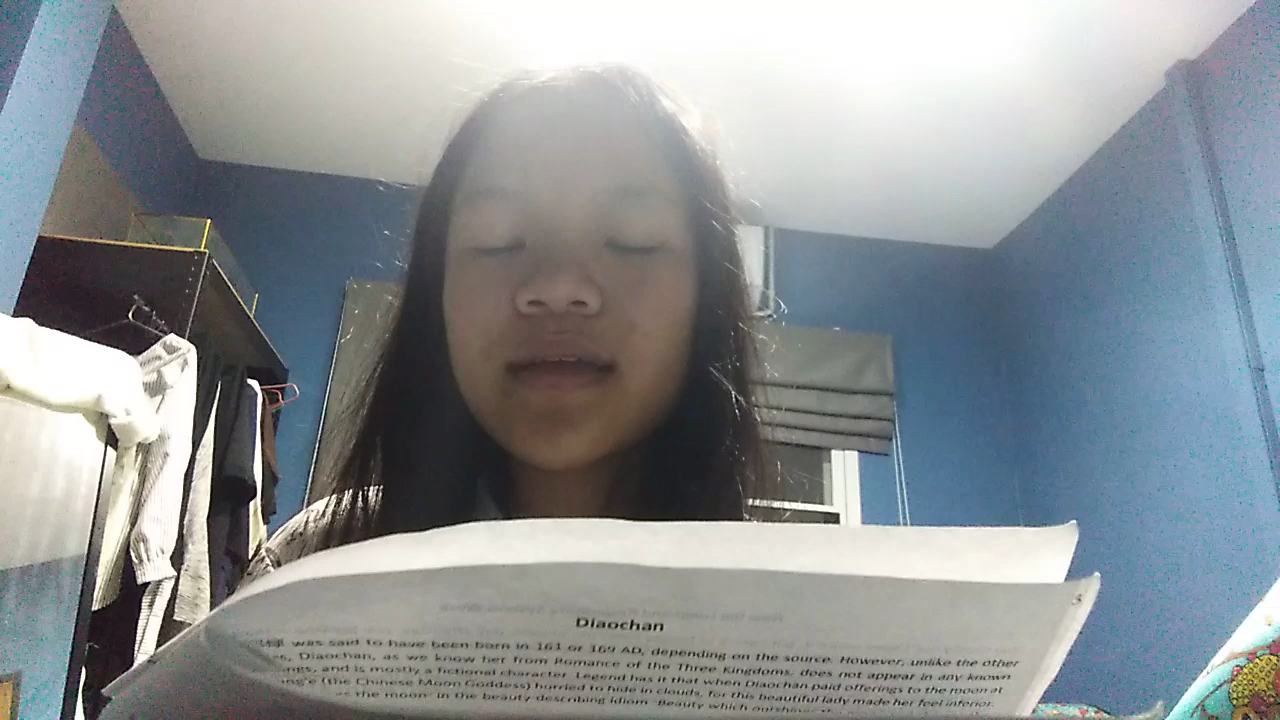 3
Diaochan
was said to have been born in 161 or 169 AD, depending on the source. However, unlike the other
Diaochan, as we know her from Romance of the Three Kingdoms, does not appear in any known
and is mostly a fictional character. Legend has it that when Diaochan paid offerings to the moon at
(the Chinese Moon Goddess) hurried to hide in clouds, for this beautiful lady made her feel inferior.
the moon" in the beauty describing idiom "Beauty which